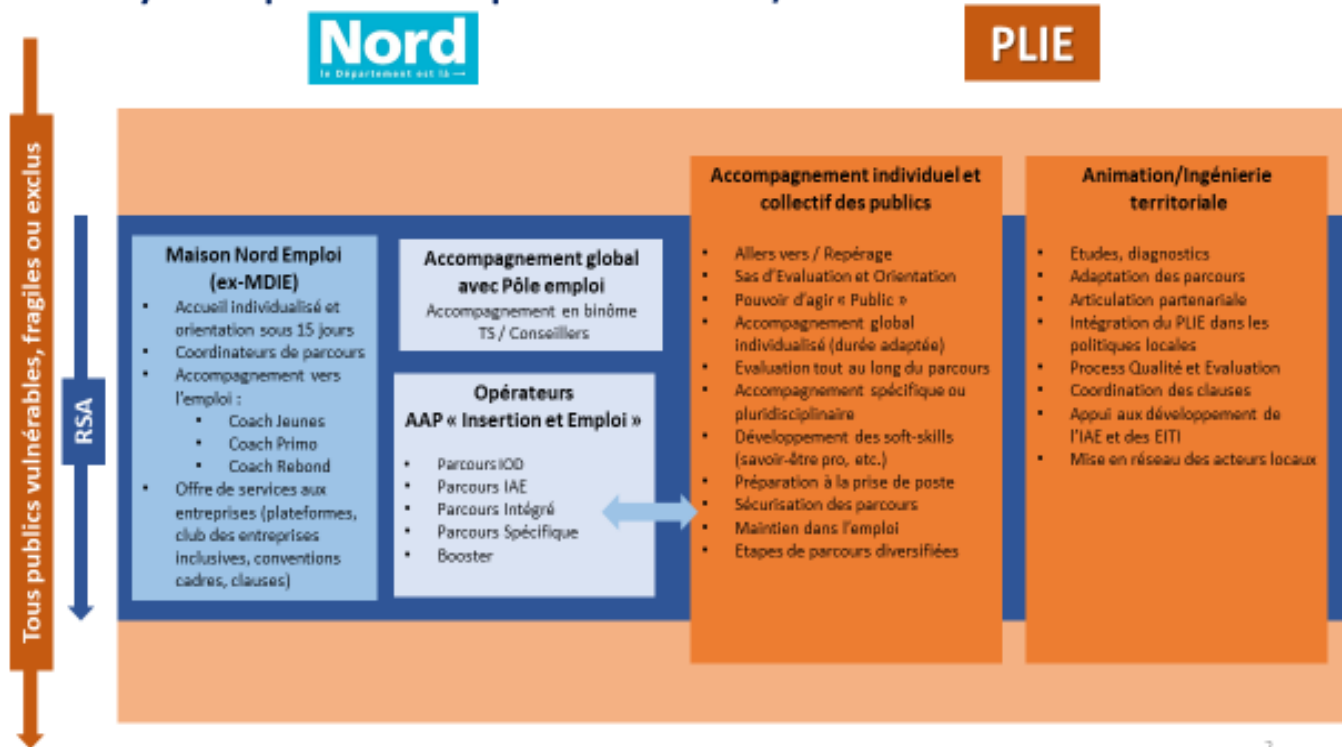 Nord
le Département est là
PLIE
Tous publics vulnérables, fragiles ou exclus
RSA
Maison Nord Emploi
(ex-MDIE)
• Accueil individualisé et
orientation sous 15 jours
• Coordinateurs de parcours
• Accompagnement vers
l'emploi :
• Coach Jeunes
• Coach Primo
• Coach Rebond
• Offre de services aux
entreprises (plateformes,
club des entreprises
inclusives, conventions
cadres, clauses)
Accompagnement global
avec Pôle emploi
Accompagnement en binôme
TS / Conseillers
Opérateurs
AAP « Insertion et Emploi »
• Parcours IOD
• Parcours IAE
• Parcours Intégré
• Parcours Spécifique
• Booster
Accompagnement individuel et
collectif des publics
• Allers vers / Repérage
• Sas d'Evaluation et Orientation
• Pouvoir d'agir « Public »
• Accompagnement global
individualisé (durée adaptée)
• Evaluation tout au long du parcours
• Accompagnement spécifique ou
pluridisciplinaire
• Développement des soft-skills
(savoir-être pro, etc.)
• Préparation à la prise de poste
• Sécurisation des parcours
• Maintien dans l'emploi
• Etapes de parcours diversifiées
Animation/Ingénierie
territoriale
• Etudes, diagnostics
• Adaptation des parcours
• Articulation partenariale
• Intégration du PLIE dans les
politiques locales
• Process Qualité et Evaluation
• Coordination des clauses
• Appui aux développement de
l'IAE et des EITI
• Mise en réseau des acteurs locaux